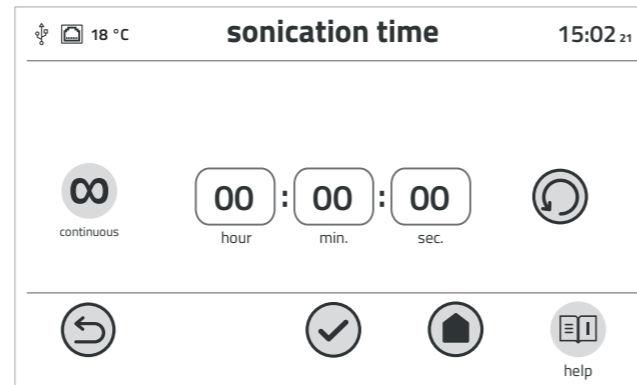 18 °C sonication time 15:02 21
∞ 00 : 00 : 00
continuous hour min. sec.
help